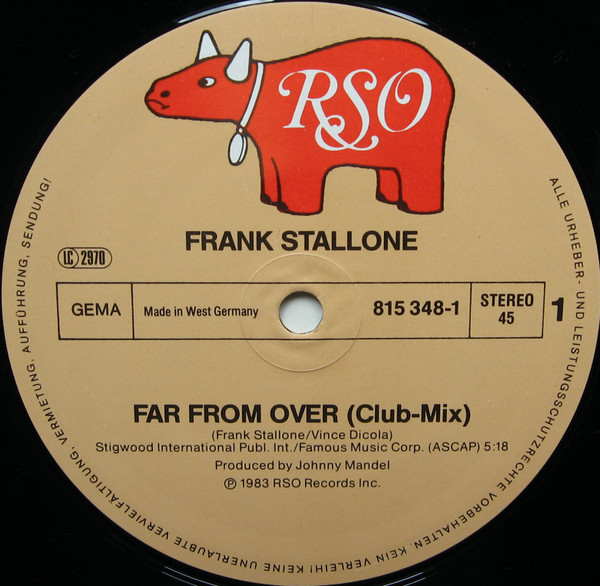 RSO
FRANK STALLONE
LC 2970
GEMA
Made in West Germany
815 348-1
STEREO
45
1
FAR FROM OVER (Club-Mix)
(Frank Stallone/Vince Dicola)
Stigwood International Publ. Int./Famous Music Corp. (ASCAP) 5:18
Produced by Johnny Mandel
℗ 1983 RSO Records Inc.
ALLE URHEBER- UND LEISTUNGSSCHUTZRECHTE VORBEHALTEN. KEIN VERLEIH! KEINE UNERLAUBTE VERVIELFÄLTIGUNG, VERMIETUNG, AUFFÜHRUNG, SENDUNG!